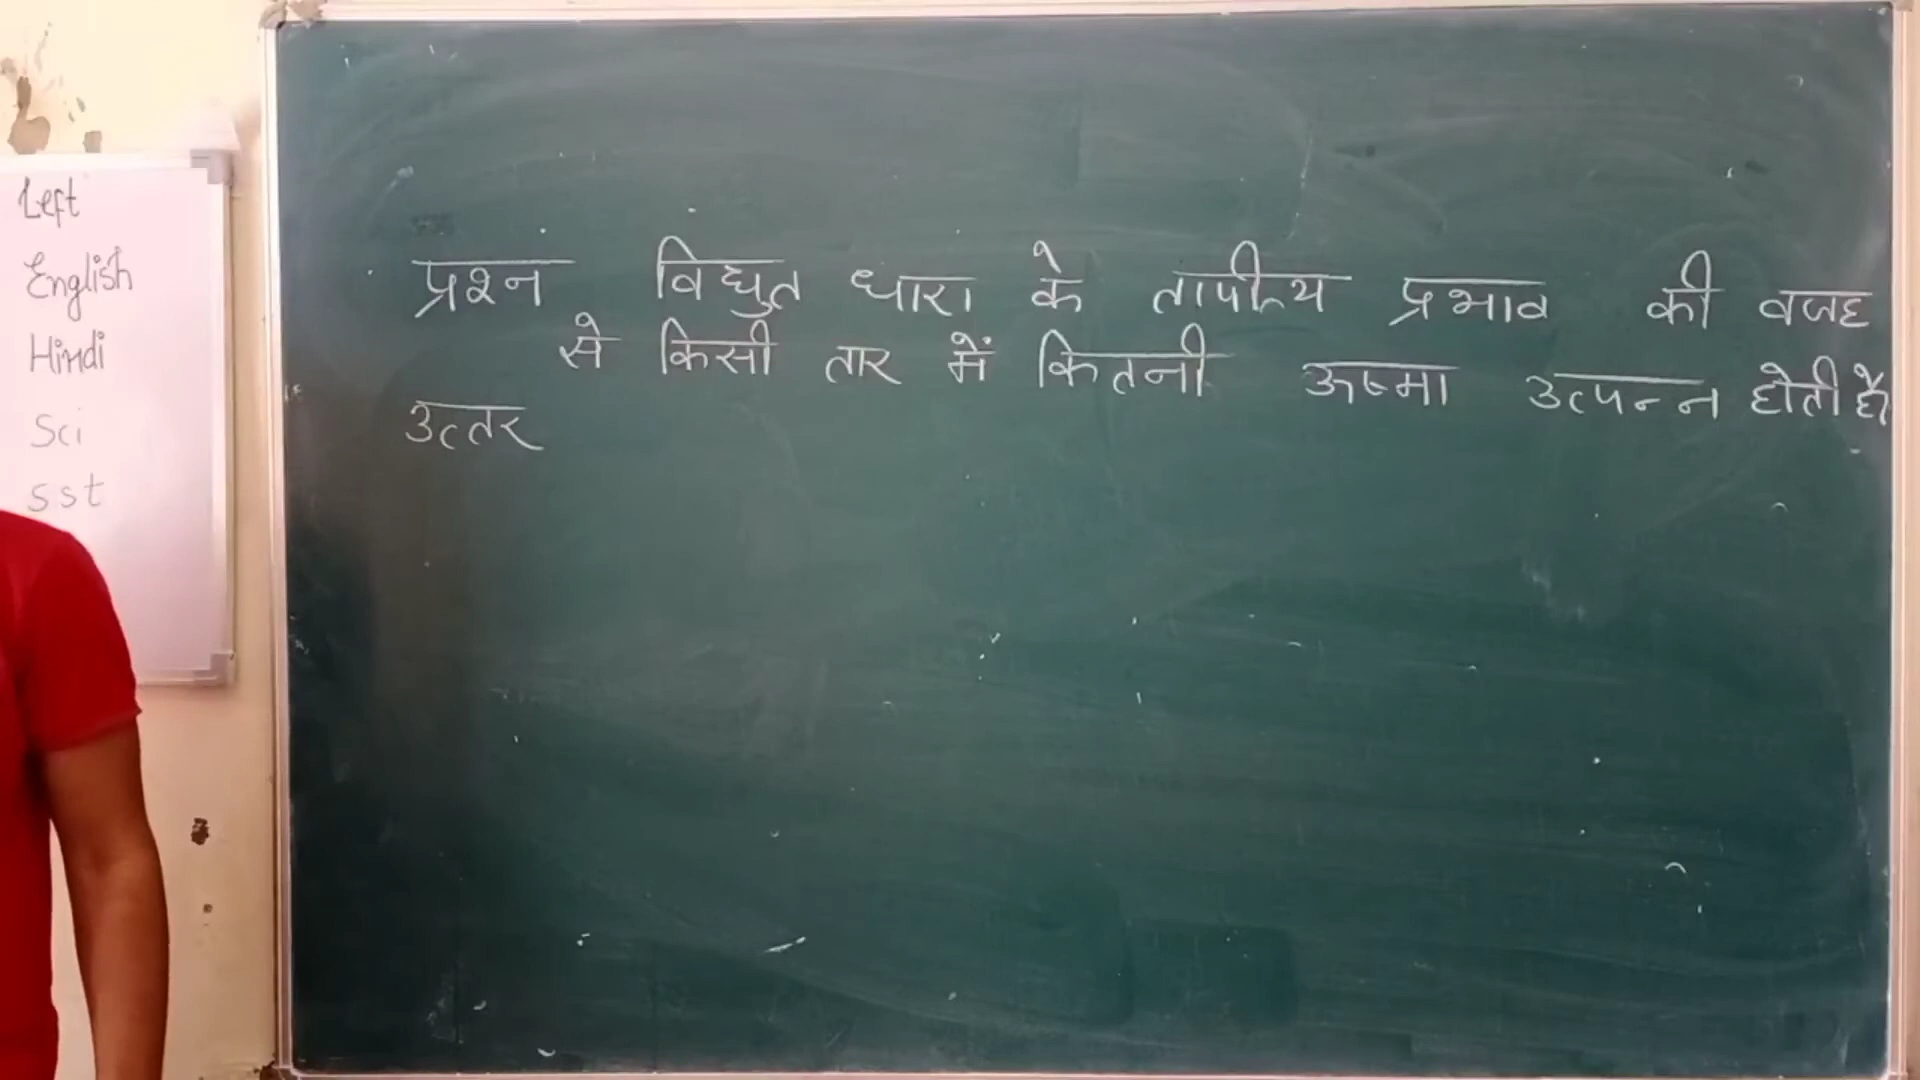 Left
English
Hindi
Sci
sst
प्रश्न विद्युत धारा के तापीय प्रभाव की वजह
से किसी तार में कितनी ऊष्मा उत्पन्न होती है
उत्तर